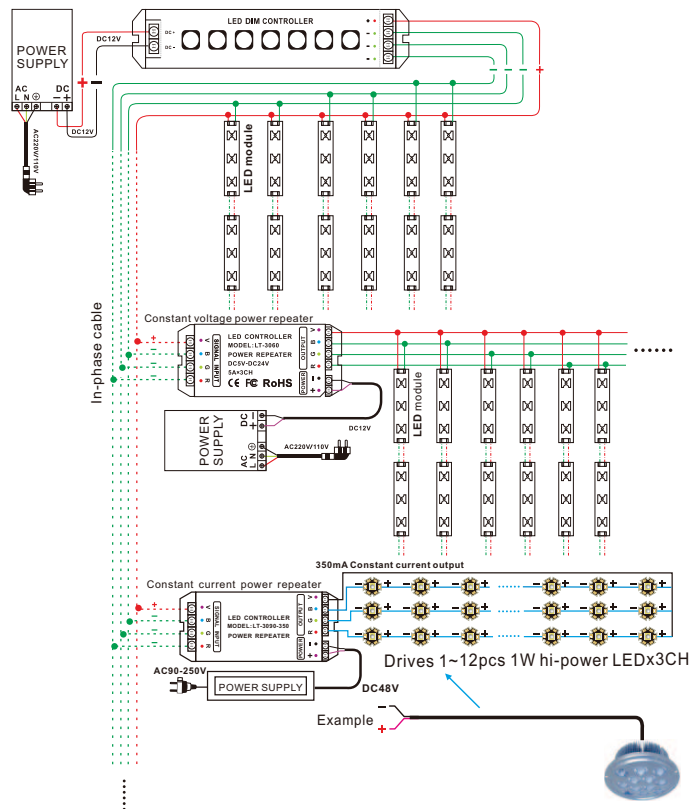 LED DIM CONTROLLER
DC+
DC-
POWER SUPPLY
DC12V
AC
DC
L N
DC12V
AC220V/110V
LED module
In-phase cable
Constant voltage power repeater
V B G R
SIGNAL INPUT
LED CONTROLLER
MODEL: LT-3060
POWER REPEATER
DC5V-DC24V
5A×3CH
CE FC RoHS
OUTPUT
V B G R
POWER
LED module
DC12V
POWER SUPPLY
DC
AC
L N
AC220V/110V
350mA Constant current output
Constant current power repeater
V B G R
SIGNAL INPUT
LED CONTROLLER
MODEL: LT-3090-350
POWER REPEATER
OUTPUT
V B G R
POWER
AC90-250V
POWER SUPPLY
DC48V
Drives 1~12pcs 1W hi-power LEDx3CH
Example